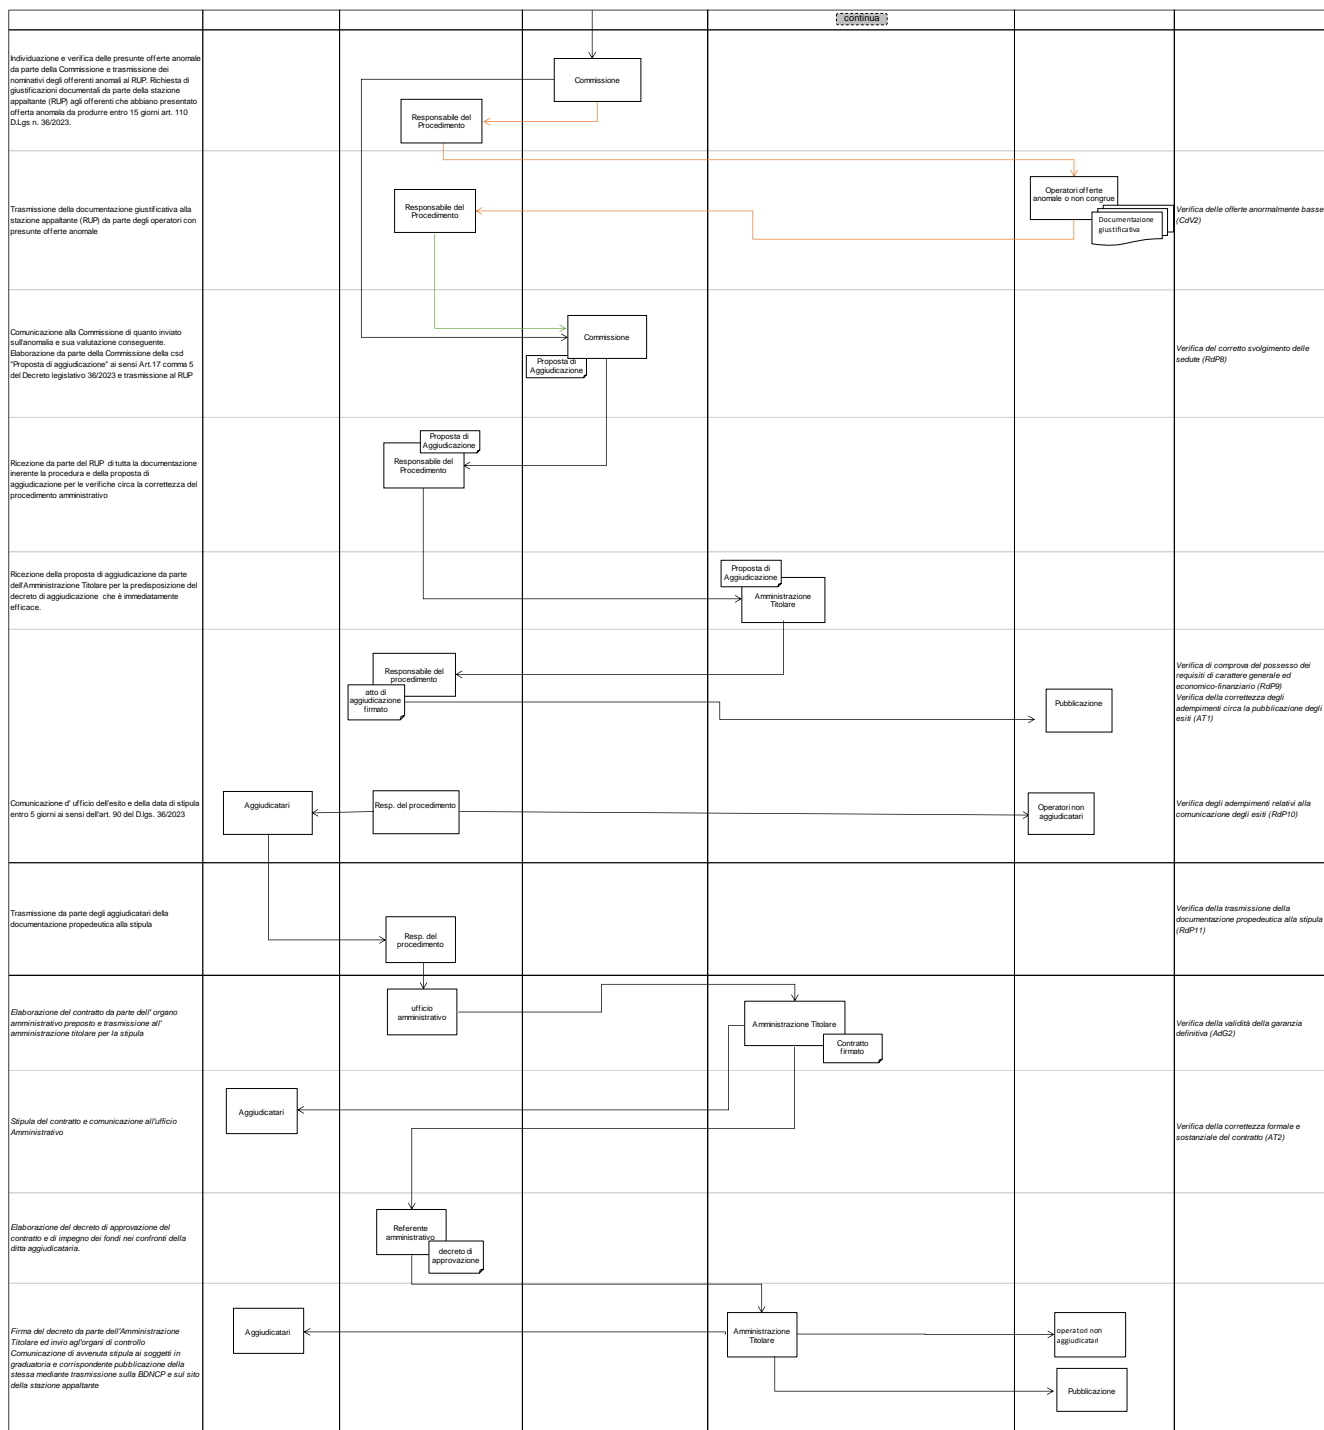 continua
Individuazione e verifica delle presunte offerte anomale
da parte della Commissione e trasmissione dei
nominativi degli offerenti anomali al RUP. Richiesta di
giustificazioni documentali da parte della stazione
appaltante (RUP) agli offerenti che abbiano presentato
offerta anomala da produrre entro 15 giorni art. 110
D.Lgs n. 36/2023.
Commissione
Responsabile del
Procedimento
Trasmissione della documentazione giustificativa alla
stazione appaltante (RUP) da parte degli operatori con
presunte offerte anomale
Responsabile del
Procedimento
Operatori offerte
anomale o non congrue
Documentazione
giustificativa
Verifica delle offerte anormalmente basse
(CdV2)
Comunicazione alla Commissione di quanto inviato
sull'anomalia e sua valutazione conseguente.
Elaborazione da parte della Commissione della csd
"Proposta di aggiudicazione" ai sensi Art.17 comma 5
del Decreto legislativo 36/2023 e trasmissione al RUP
Commissione
Proposta di
Aggiudicazione
Verifica del corretto svolgimento delle
sedute (RdP8)
Ricezione da parte del RUP di tutta la documentazione
inerente la procedura e della proposta di
aggiudicazione per le verifiche circa la correttezza del
procedimento amministrativo
Proposta di
Aggiudicazione
Responsabile del
Procedimento
Ricezione della proposta di aggiudicazione da parte
dell'Amministrazione Titolare per la predisposizione del
decreto di aggiudicazione che è immediatamente
efficace.
Proposta di
Aggiudicazione
Amministrazione
Titolare
Responsabile del
procedimento
atto di
aggiudicazione
firmato
Pubblicazione
Verifica di comprova del possesso dei
requisiti di carattere generale ed
economico-finanziario (RdP9)
Verifica della correttezza degli
adempimenti circa la pubblicazione degli
esiti (AT1)
Comunicazione d' ufficio dell'esito e della data di stipula
entro 5 giorni ai sensi dell'art. 90 del D.lgs. 36/2023
Aggiudicatari
Resp. del procedimento
Operatori non
aggiudicatari
Verifica degli adempimenti relativi alla
comunicazione degli esiti (RdP10)
Trasmissione da parte degli aggiudicatari della
documentazione propedeutica alla stipula
Resp. del
procedimento
Verifica della trasmissione della
documentazione propedeutica alla stipula
(RdP11)
Elaborazione del contratto da parte dell' organo
amministrativo preposto e trasmissione all'
amministrazione titolare per la stipula
ufficio
amministrativo
Amministrazione Titolare
Contratto
firmato
Verifica della validità della garanzia
definitiva (AdG2)
Stipula del contratto e comunicazione all'ufficio
Amministrativo
Aggiudicatari
Verifica della correttezza formale e
sostanziale del contratto (AT2)
Elaborazione del decreto di approvazione del
contratto e di impegno dei fondi nei confronti della
ditta aggiudicataria.
Referente
amministrativo
decreto di
approvazione
Firma del decreto da parte dell'Amministrazione
Titolare ed invio agl'organi di controllo
Comunicazione di avvenuta stipula ai soggetti in
graduatoria e corrispondente pubblicazione della
stessa mediante trasmissione sulla BDNCP e sul sito
della stazione appaltante
Aggiudicatari
Amministrazione
Titolare
operatori non
aggiudicatari
Pubblicazione